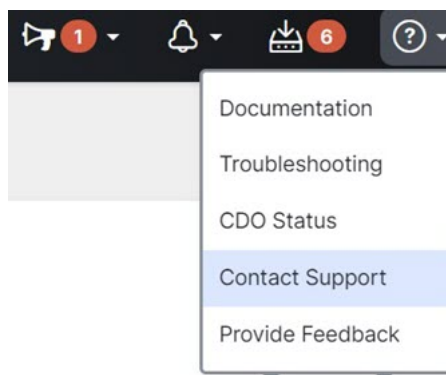 1 6 ?
Documentation
Troubleshooting
CDO Status
Contact Support
Provide Feedback